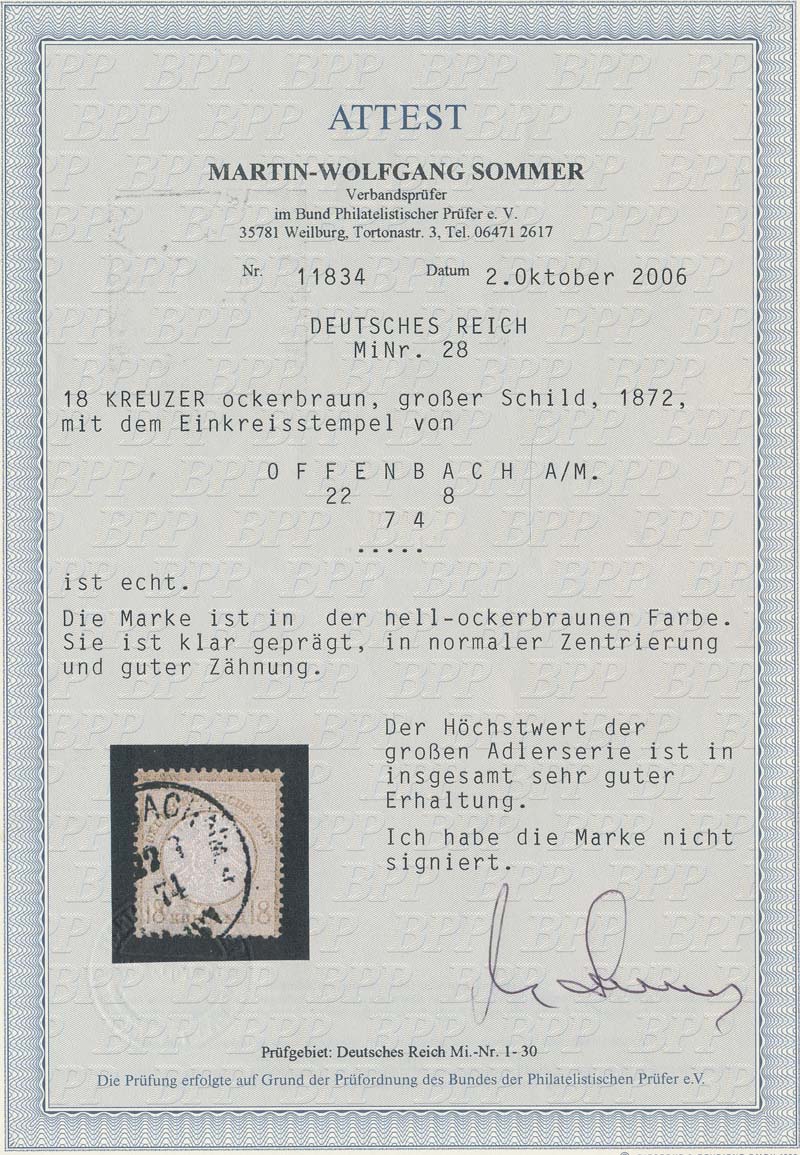 ATTEST
MARTIN-WOLFGANG SOMMER
Verbandsprüfer
im Bund Philatelistischer Prüfer e. V.
35781 Weilburg, Tortonastr. 3, Tel. 06471 2617
Nr. 11834 Datum 2.Oktober 2006
DEUTSCHES REICH
MiNr. 28
18 KREUZER ockerbraun, großer Schild, 1872,
mit dem Einkreisstempel von
O F F E N B A C H A/M.
22 8
7 4
.....
ist echt.
Die Marke ist in der hell-ockerbraunen Farbe.
Sie ist klar geprägt, in normaler Zentrierung
und guter Zähnung.
Der Höchstwert der
großen Adlerserie ist in
insgesamt sehr guter
Erhaltung.
Ich habe die Marke nicht
signiert.
BACH
22
74
18 18
Prüfgebiet: Deutsches Reich Mi.-Nr. 1- 30
Die Prüfung erfolgte auf Grund der Prüfordnung des Bundes der Philatelistischen Prüfer e.V.